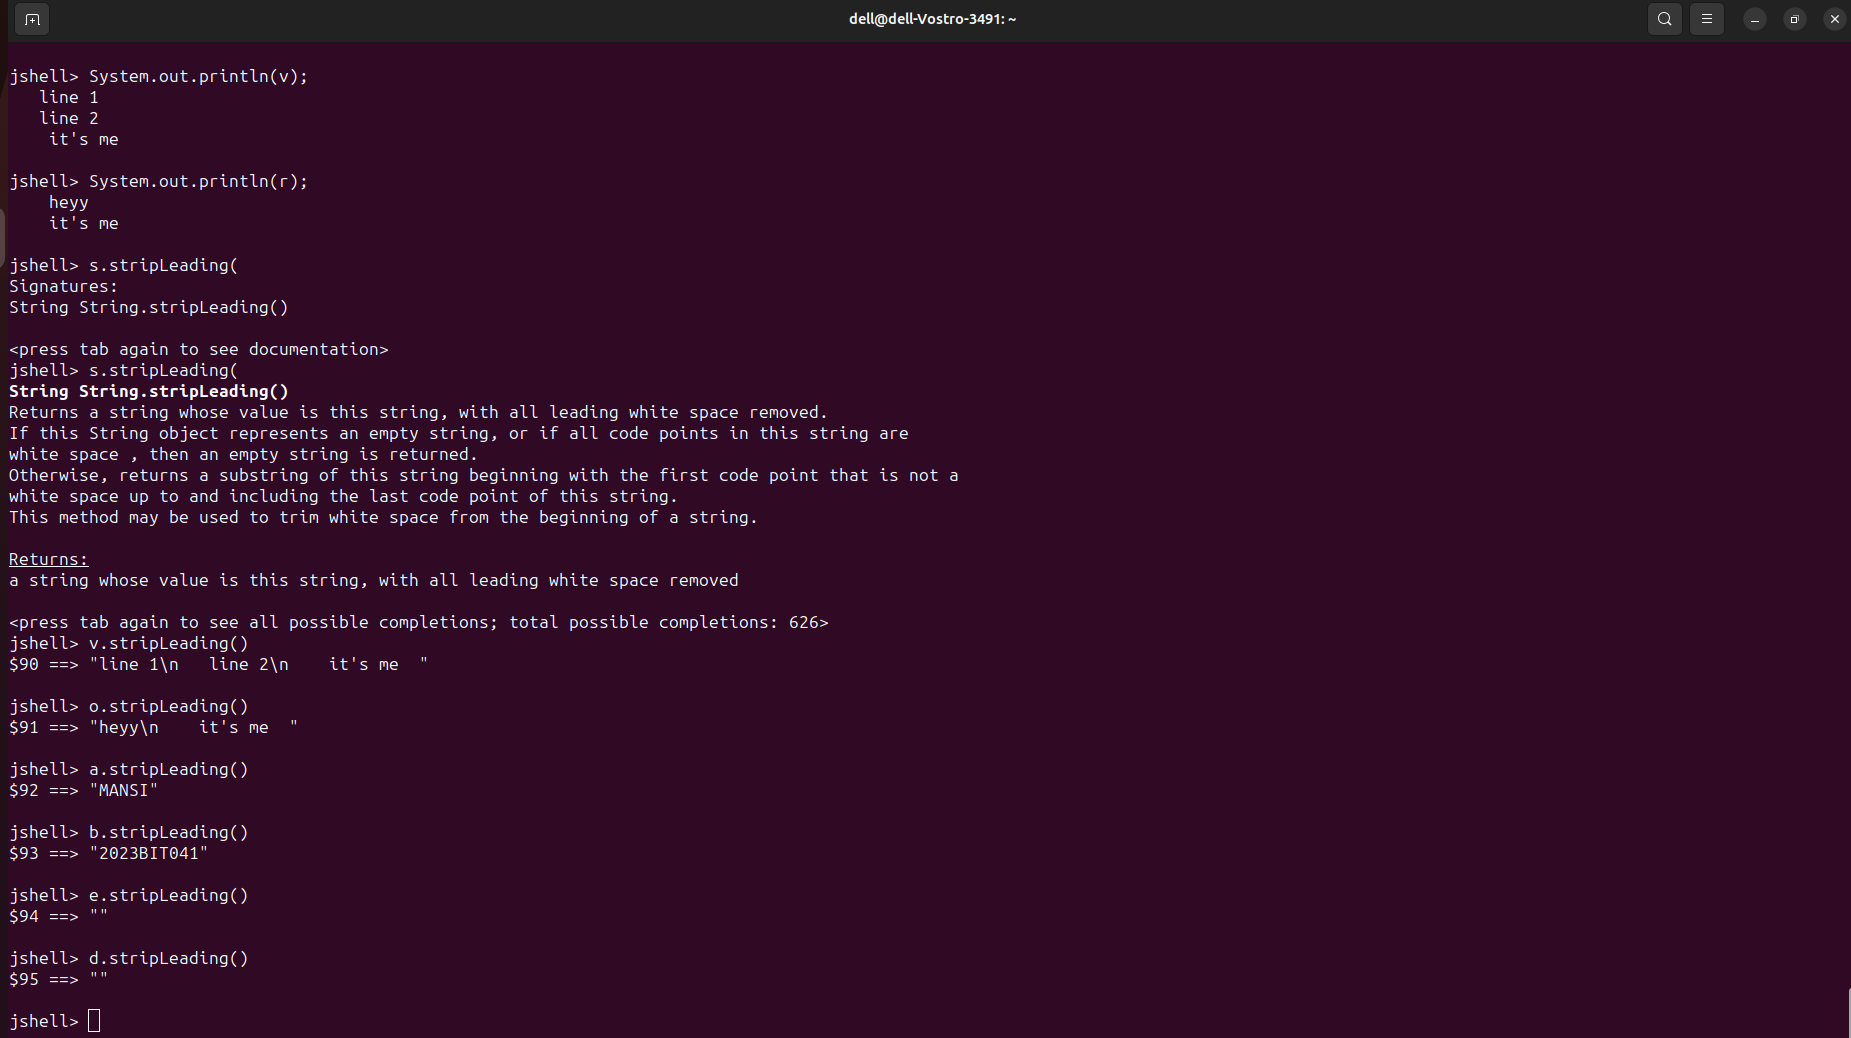 dell@dell-Vostro-3491: ~
jshell> System.out.println(v);
   line 1
   line 2
    it's me
jshell> System.out.println(r);
    heyy
    it's me
jshell> s.stripLeading(
Signatures:
String String.stripLeading()
<press tab again to see documentation>
jshell> s.stripLeading(
String String.stripLeading()
Returns a string whose value is this string, with all leading white space removed.
If this String object represents an empty string, or if all code points in this string are
white space , then an empty string is returned.
Otherwise, returns a substring of this string beginning with the first code point that is not a
white space up to and including the last code point of this string.
This method may be used to trim white space from the beginning of a string.
Returns:
a string whose value is this string, with all leading white space removed
<press tab again to see all possible completions; total possible completions: 626>
jshell> v.stripLeading()
$90 ==> "line 1\n   line 2\n    it's me  "
jshell> o.stripLeading()
$91 ==> "heyy\n    it's me  "
jshell> a.stripLeading()
$92 ==> "MANSI"
jshell> b.stripLeading()
$93 ==> "2023BIT041"
jshell> e.stripLeading()
$94 ==> ""
jshell> d.stripLeading()
$95 ==> ""
jshell>